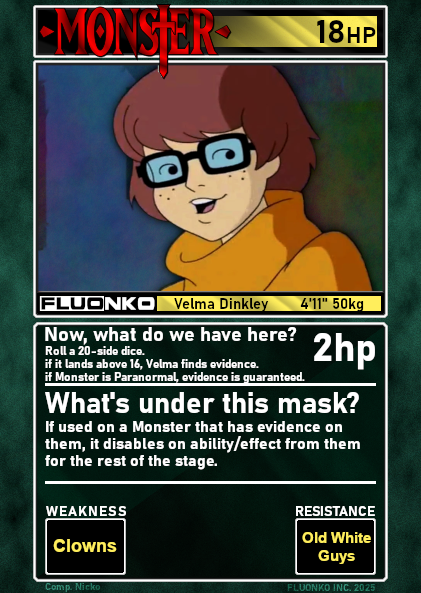 MONSTER
18HP
FLUONKO Velma Dinkley 4'11" 50kg
Now, what do we have here?
2hp
Roll a 20-side dice.
if it lands above 16, Velma finds evidence.
if Monster is Paranormal, evidence is guaranteed.
What's under this mask?
If used on a Monster that has evidence on
them, it disables on ability/effect from them
for the rest of the stage.
WEAKNESS
Clowns
RESISTANCE
Old White
Guys
Comp. Nicko
FLUONKO INC. 2025